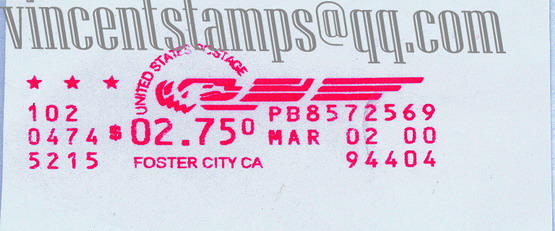 vincentstamps@qq.com
UNITED STATES POSTAGE
★ ★ ★
102 PB8572569
0474 $02.750 MAR 02 00
5215 FOSTER CITY CA 94404